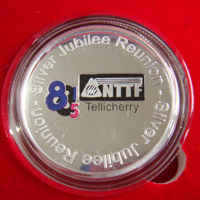 Silver Jubilee Reunion - Silver Jubilee Reunion -
85
NTTF
Tellicherry